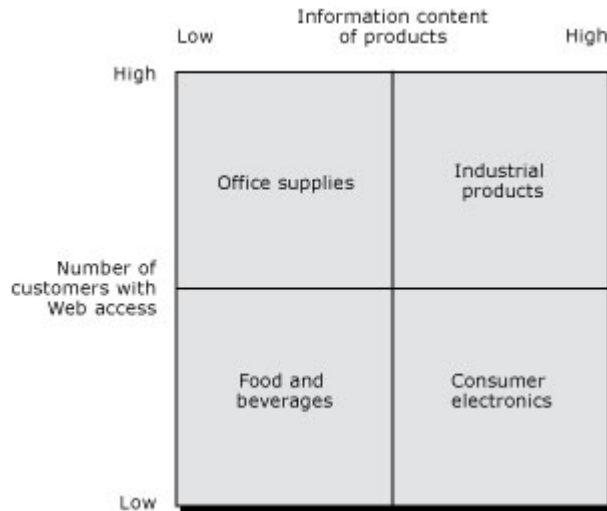 Information content
of products
Low
High
High
Office supplies
Industrial
products
Number of
customers with
Web access
Food and
beverages
Consumer
electronics
Low